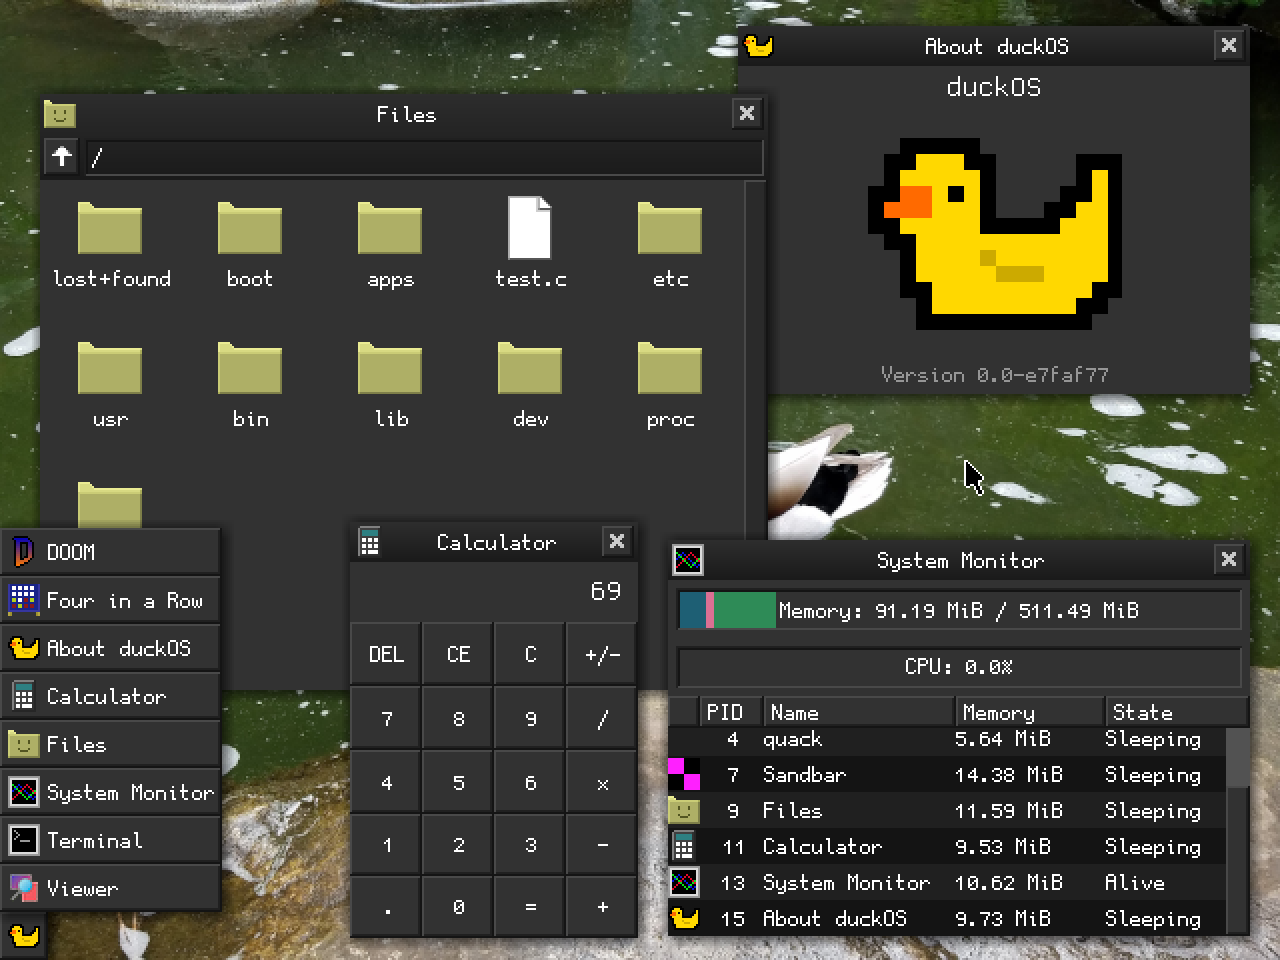 About duckOS
duckOS
Version 0.0-e7faf77
Files
/
lost+found
boot
apps
test.c
etc
usr
bin
lib
dev
proc
DOOM
Four in a Row
About duckOS
Calculator
Files
System Monitor
Terminal
Viewer
Calculator
69
DEL CE C +/-
7 8 9 /
4 5 6 x
1 2 3 -
. 0 = +
System Monitor
Memory: 91.19 MiB / 511.49 MiB
CPU: 0.0%
PID Name Memory State
4 quack 5.64 MiB Sleeping
7 Sandbar 14.38 MiB Sleeping
9 Files 11.59 MiB Sleeping
11 Calculator 9.53 MiB Sleeping
13 System Monitor 10.62 MiB Alive
15 About duckOS 9.73 MiB Sleeping